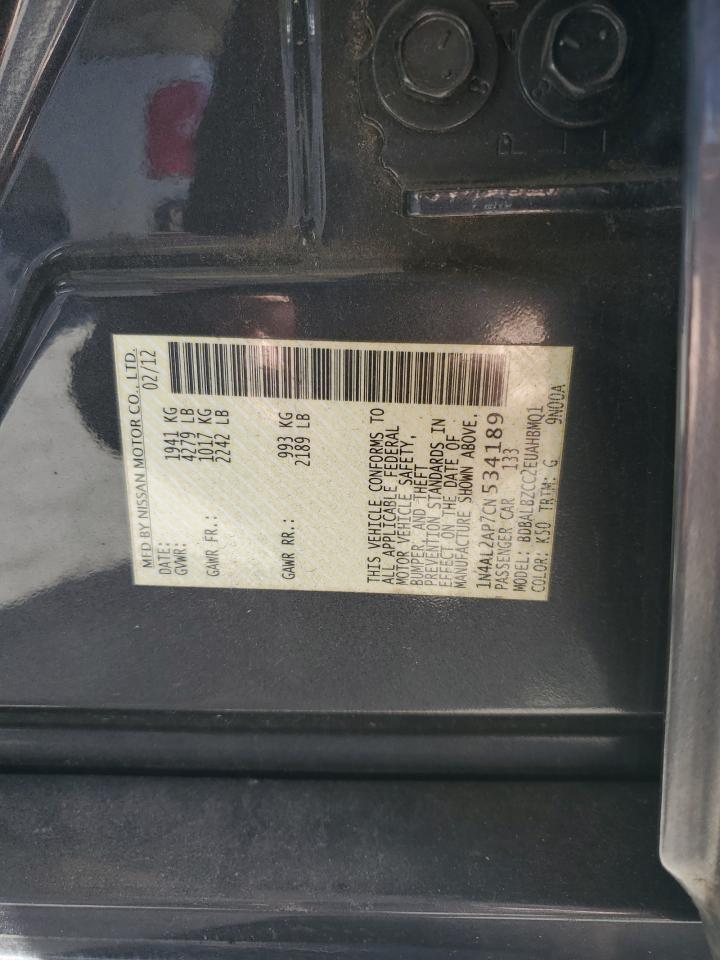 MFD BY NISSAN MOTOR CO., LTD.
DATE: 02/12
GVWR: 1941 KG
4279 LB
GAWR FR.: 1017 KG
2242 LB
GAWR RR.: 993 KG
2189 LB
THIS VEHICLE CONFORMS TO
ALL APPLICABLE FEDERAL
MOTOR VEHICLE SAFETY,
BUMPER, AND THEFT
PREVENTION STANDARDS IN
EFFECT ON THE DATE OF
MANUFACTURE SHOWN ABOVE.
1N4AL2AP7CN534189
PASSENGER CAR 133
MODEL: BDBALBZCC2EUAHBMQ1
COLOR: K50 TRIM: G 9N00A